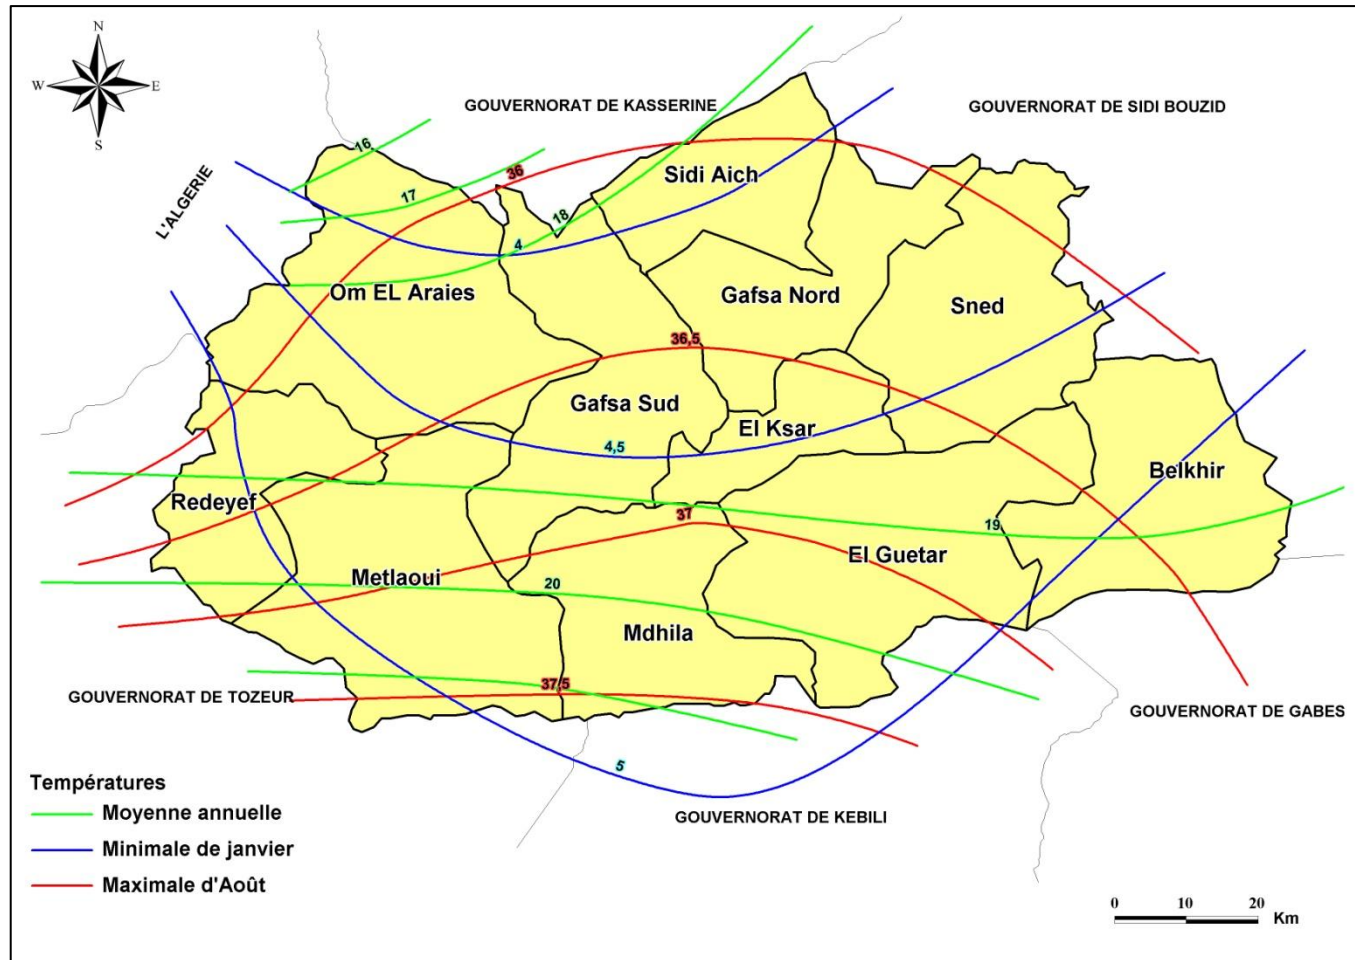 N
W
E
S
GOUVERNORAT DE KASSERINE
GOUVERNORAT DE SIDI BOUZID
L'ALGERIE
16
17
36
18
4
Sidi Aich
Om EL Araies
Gafsa Nord
Sned
36,5
Gafsa Sud
El Ksar
4,5
Belkhir
Redeyef
37
19
El Guetar
Metlaoui
20
Mdhila
37,5
GOUVERNORAT DE TOZEUR
GOUVERNORAT DE GABES
5
GOUVERNORAT DE KEBILI
Températures
Moyenne annuelle
Minimale de janvier
Maximale d'Août
0 10 20
Km